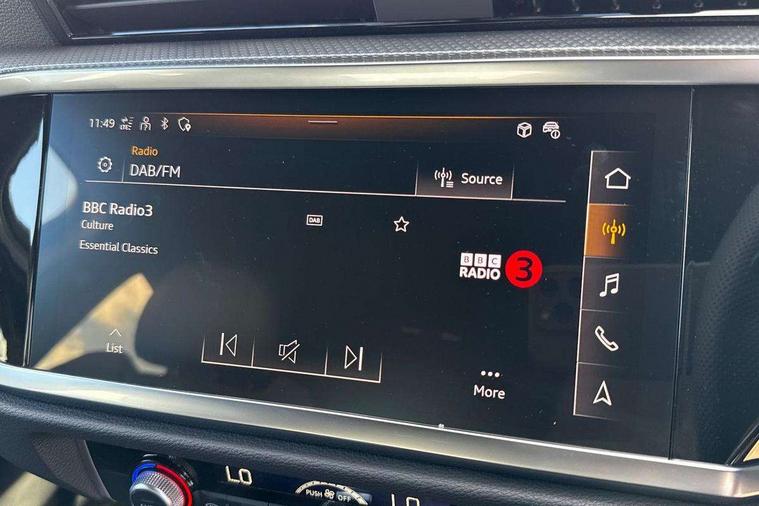 11:49
Radio
DAB/FM
Source
BBC Radio3
Culture
Essential Classics
DAB
BBC
RADIO 3
List
More
LO
PUSH OFF
LO